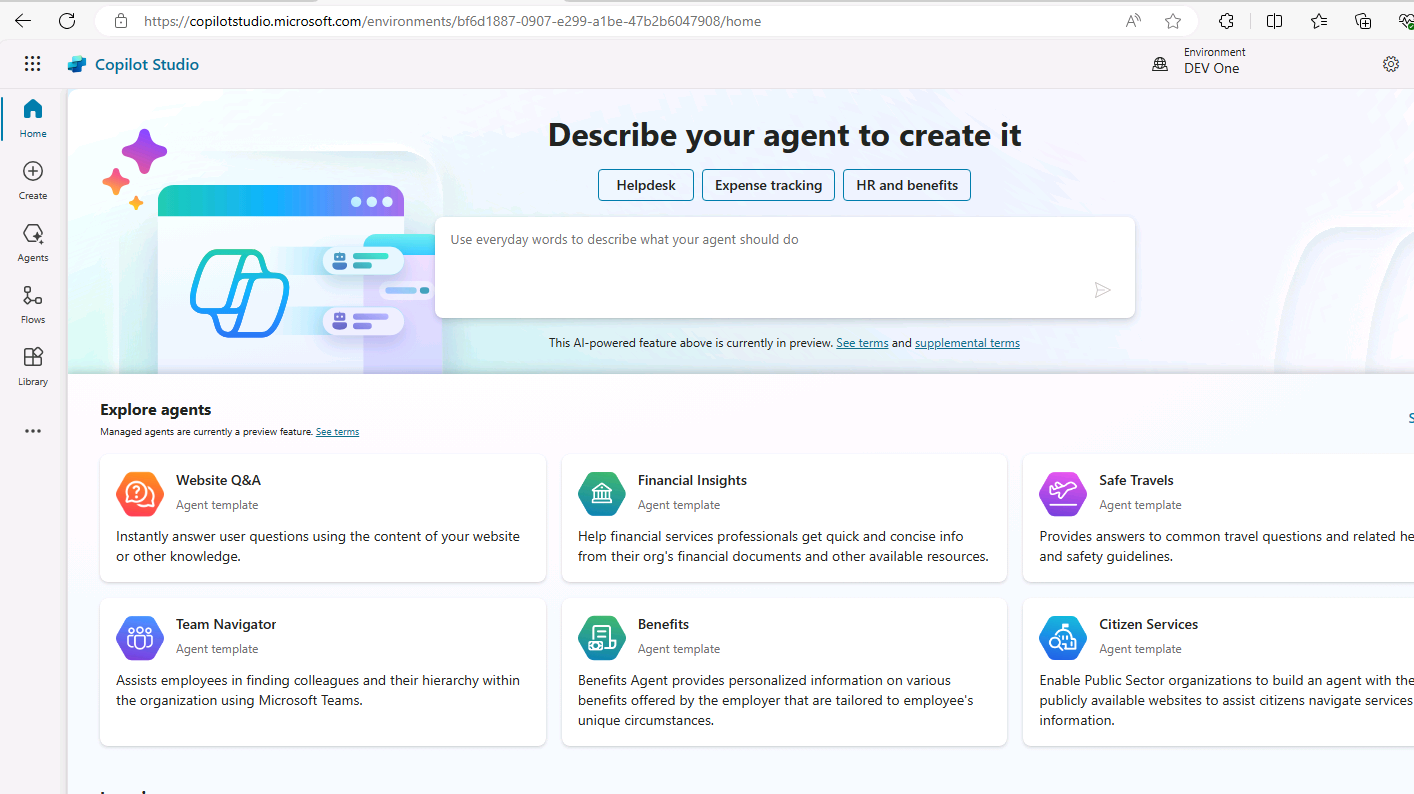 https://copilotstudio.microsoft.com/environments/bf6d1887-0907-e299-a1be-47b2b6047908/home
Copilot Studio
Environment
DEV One
Home
Create
Agents
Flows
Library
Describe your agent to create it
Helpdesk
Expense tracking
HR and benefits
Use everyday words to describe what your agent should do
This AI-powered feature above is currently in preview. See terms and supplemental terms
Explore agents
Managed agents are currently a preview feature. See terms
Website Q&A
Agent template
Instantly answer user questions using the content of your website
or other knowledge.
Financial Insights
Agent template
Help financial services professionals get quick and concise info
from their org's financial documents and other available resources.
Safe Travels
Agent template
Provides answers to common travel questions and related he
and safety guidelines.
Team Navigator
Agent template
Assists employees in finding colleagues and their hierarchy within
the organization using Microsoft Teams.
Benefits
Agent template
Benefits Agent provides personalized information on various
benefits offered by the employer that are tailored to employee's
unique circumstances.
Citizen Services
Agent template
Enable Public Sector organizations to build an agent with the
publicly available websites to assist citizens navigate services
information.